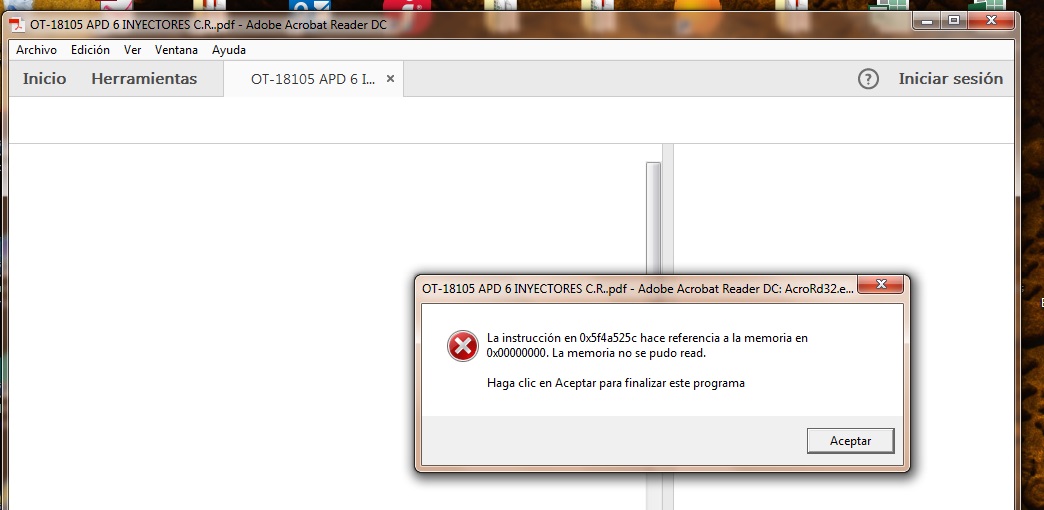 OT-18105 APD 6 INYECTORES C.R..pdf - Adobe Acrobat Reader DC
Archivo Edición Ver Ventana Ayuda
Inicio Herramientas OT-18105 APD 6 I... × ? Iniciar sesión
OT-18105 APD 6 INYECTORES C.R..pdf - Adobe Acrobat Reader DC: AcroRd32.e...
La instrucción en 0x5f4a525c hace referencia a la memoria en
0x00000000. La memoria no se pudo read.
Haga clic en Aceptar para finalizar este programa
Aceptar